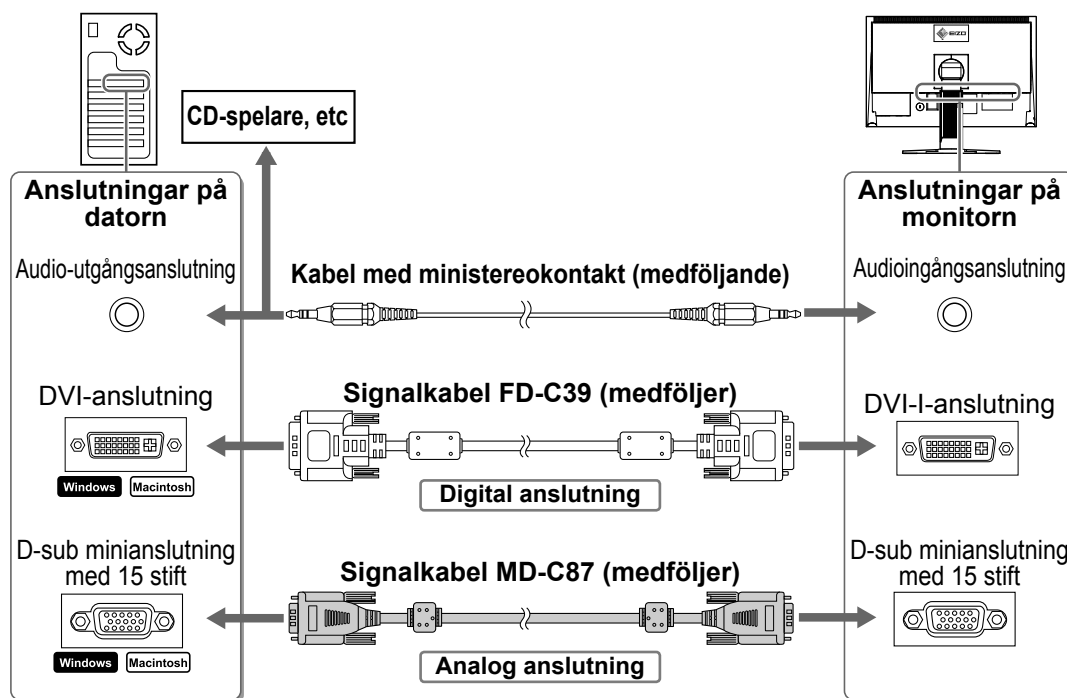 EIZO
CD-spelare, etc
Anslutningar på
datorn
Anslutningar på
monitorn
Audio-utgångsanslutning
Kabel med ministereokontakt (medföljande)
Audioingångsanslutning
DVI-anslutning
Signalkabel FD-C39 (medföljer)
DVI-I-anslutning
Windows
Macintosh
Digital anslutning
D-sub minianslutning
med 15 stift
Signalkabel MD-C87 (medföljer)
D-sub minianslutning
med 15 stift
Windows
Macintosh
Analog anslutning